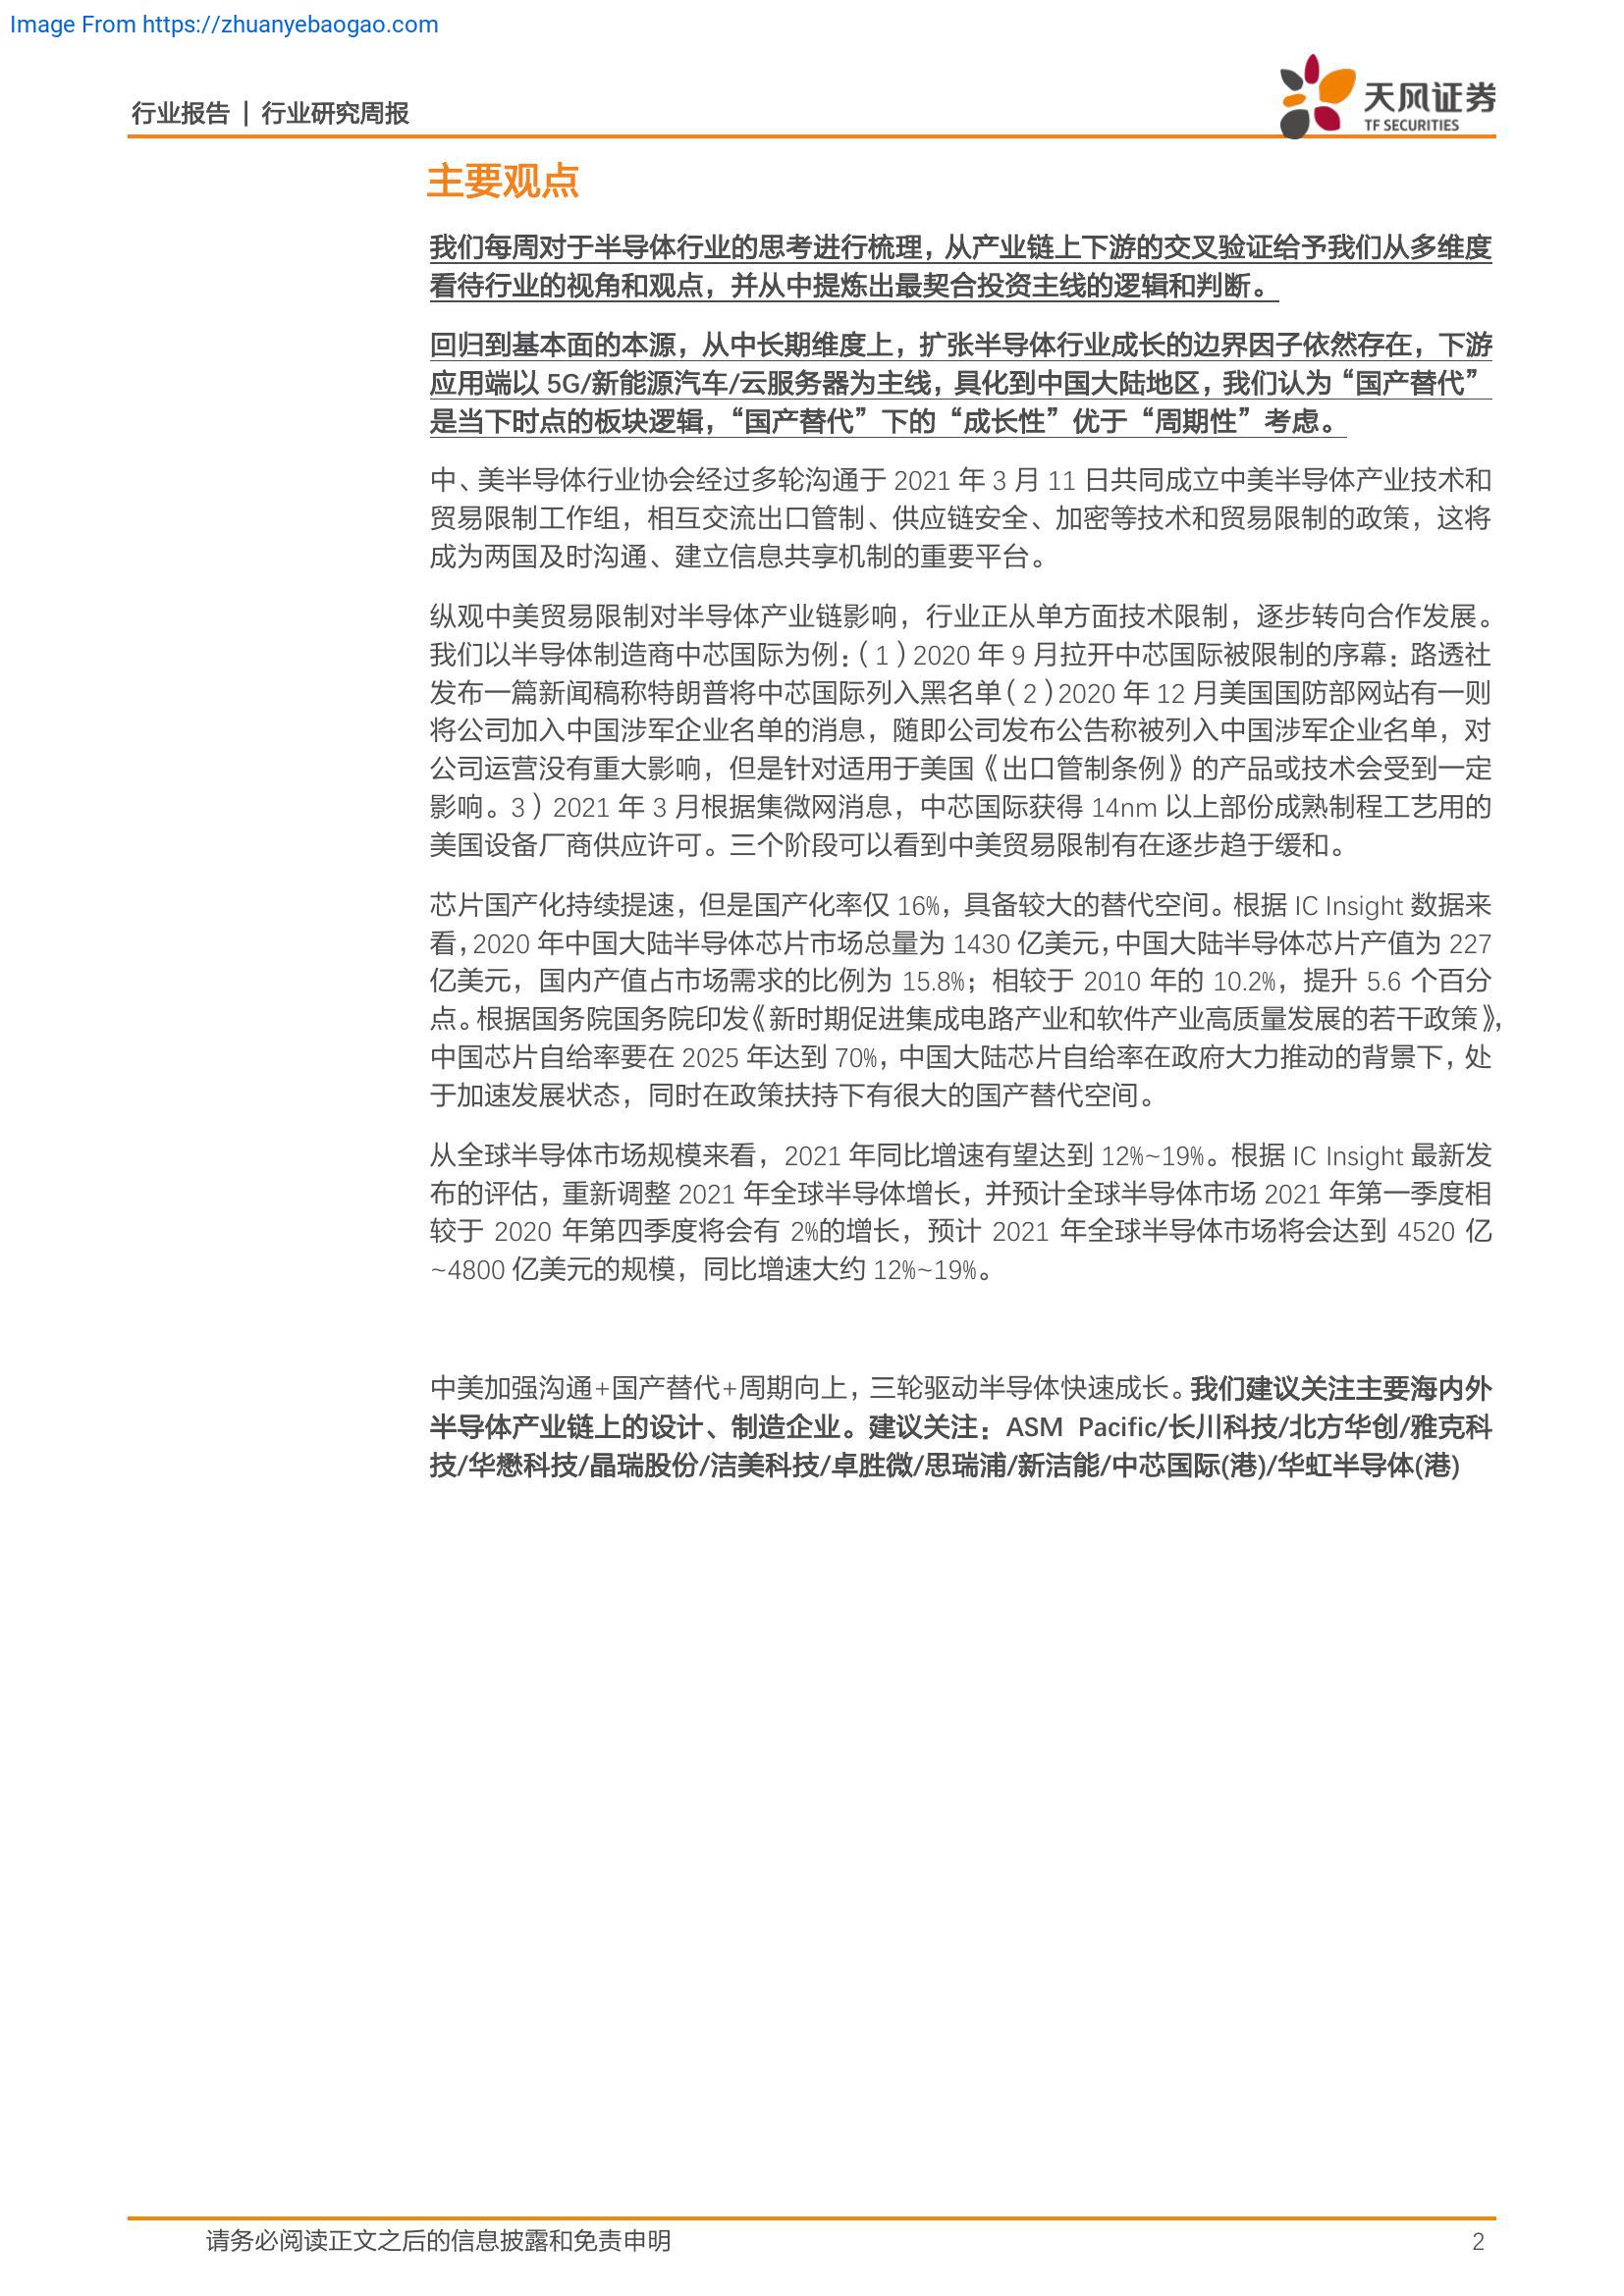 Image From https://zhuanyebaogao.com
行业报告 | 行业研究周报
天风证券
TF SECURITIES
主要观点
我们每周对于半导体行业的思考进行梳理，从产业链上下游的交叉验证给予我们从多维度
看待行业的视角和观点，并从中提炼出最契合投资主线的逻辑和判断。
回归到基本面的本源，从中长期维度上，扩张半导体行业成长的边界因子依然存在，下游
应用端以 5G/新能源汽车/云服务器为主线，具化到中国大陆地区，我们认为“国产替代”
是当下时点的板块逻辑，“国产替代”下的“成长性”优于“周期性”考虑。
中、美半导体行业协会经过多轮沟通于 2021 年 3 月 11 日共同成立中美半导体产业技术和
贸易限制工作组，相互交流出口管制、供应链安全、加密等技术和贸易限制的政策，这将
成为两国及时沟通、建立信息共享机制的重要平台。
纵观中美贸易限制对半导体产业链影响，行业正从单方面技术限制，逐步转向合作发展。
我们以半导体制造商中芯国际为例：（1）2020 年 9 月拉开中芯国际被限制的序幕：路透社
发布一篇新闻稿称特朗普将中芯国际列入黑名单（2）2020 年 12 月美国国防部网站有一则
将公司加入中国涉军企业名单的消息，随即公司发布公告称被列入中国涉军企业名单，对
公司运营没有重大影响，但是针对适用于美国《出口管制条例》的产品或技术会受到一定
影响。3）2021 年 3 月根据集微网消息，中芯国际获得 14nm 以上部份成熟制程工艺用的
美国设备厂商供应许可。三个阶段可以看到中美贸易限制有在逐步趋于缓和。
芯片国产化持续提速，但是国产化率仅 16%，具备较大的替代空间。根据 IC Insight 数据来
看，2020 年中国大陆半导体芯片市场总量为 1430 亿美元，中国大陆半导体芯片产值为 227
亿美元，国内产值占市场需求的比例为 15.8%；相较于 2010 年的 10.2%，提升 5.6 个百分
点。根据国务院国务院印发《新时期促进集成电路产业和软件产业高质量发展的若干政策》，
中国芯片自给率要在 2025 年达到 70%，中国大陆芯片自给率在政府大力推动的背景下，处
于加速发展状态，同时在政策扶持下有很大的国产替代空间。
从全球半导体市场规模来看，2021 年同比增速有望达到 12%~19%。根据 IC Insight 最新发
布的评估，重新调整 2021 年全球半导体增长，并预计全球半导体市场 2021 年第一季度相
较于 2020 年第四季度将会有 2%的增长，预计 2021 年全球半导体市场将会达到 4520 亿
~4800 亿美元的规模，同比增速大约 12%~19%。
中美加强沟通+国产替代+周期向上，三轮驱动半导体快速成长。我们建议关注主要海内外
半导体产业链上的设计、制造企业。建议关注：ASM Pacific/长川科技/北方华创/雅克科
技/华懋科技/晶瑞股份/洁美科技/卓胜微/思瑞浦/新洁能/中芯国际(港)/华虹半导体(港)
请务必阅读正文之后的信息披露和免责申明
2